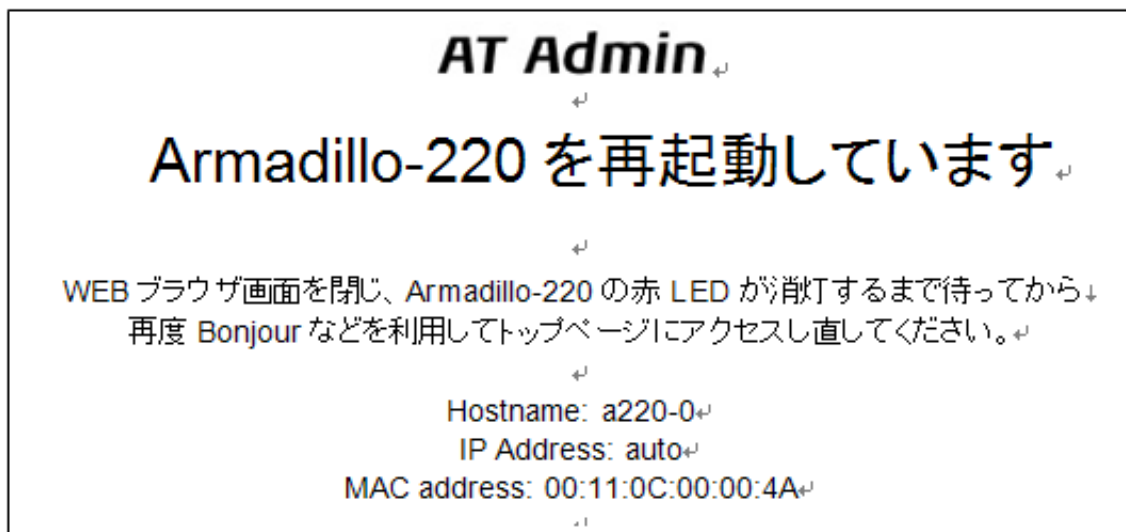 AT Admin
Armadillo-220 を再起動しています
WEB ブラウザ画面を閉じ、Armadillo-220 の赤 LED が消灯するまで待ってから
再度 Bonjour などを利用してトップページにアクセスし直してください。
Hostname: a220-0
IP Address: auto
MAC address: 00:11:0C:00:00:4A